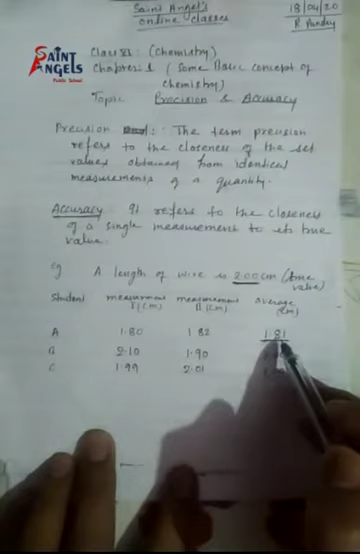 Saint Angel's
online classes
18/04/20
R Pandey
SAINT
ANGELS
Public School
Class XI : (Chemistry)
Chapter: 1 (Some Basic concept of
Chemistry)
Topic Precision & Accuracy
Precision : The term precision
refers to the closeness of the set
values obtained from identical
measurements of a quantity.
Accuracy : It refers to the closeness
of a single measurement to its true
value.
eg A length of wire is 2.00 cm (true
value)
Student measurement measurement average
I (cm) II (cm) (cm)
A 1.80 1.82 1.81
B 2.10 1.90
C 1.99 2.01